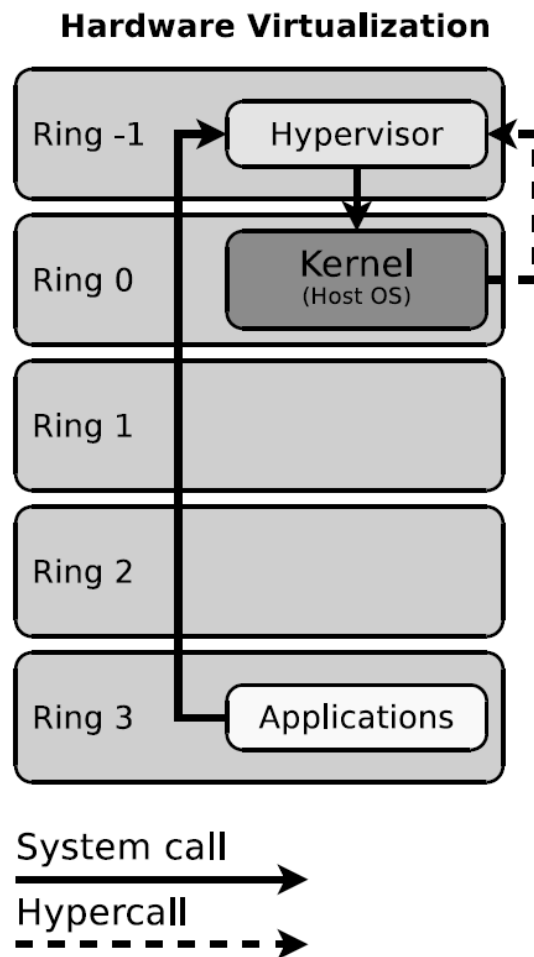 Hardware Virtualization
Ring -1
Hypervisor
Ring 0
Kernel
(Host OS)
Ring 1
Ring 2
Ring 3
Applications
System call
Hypercall